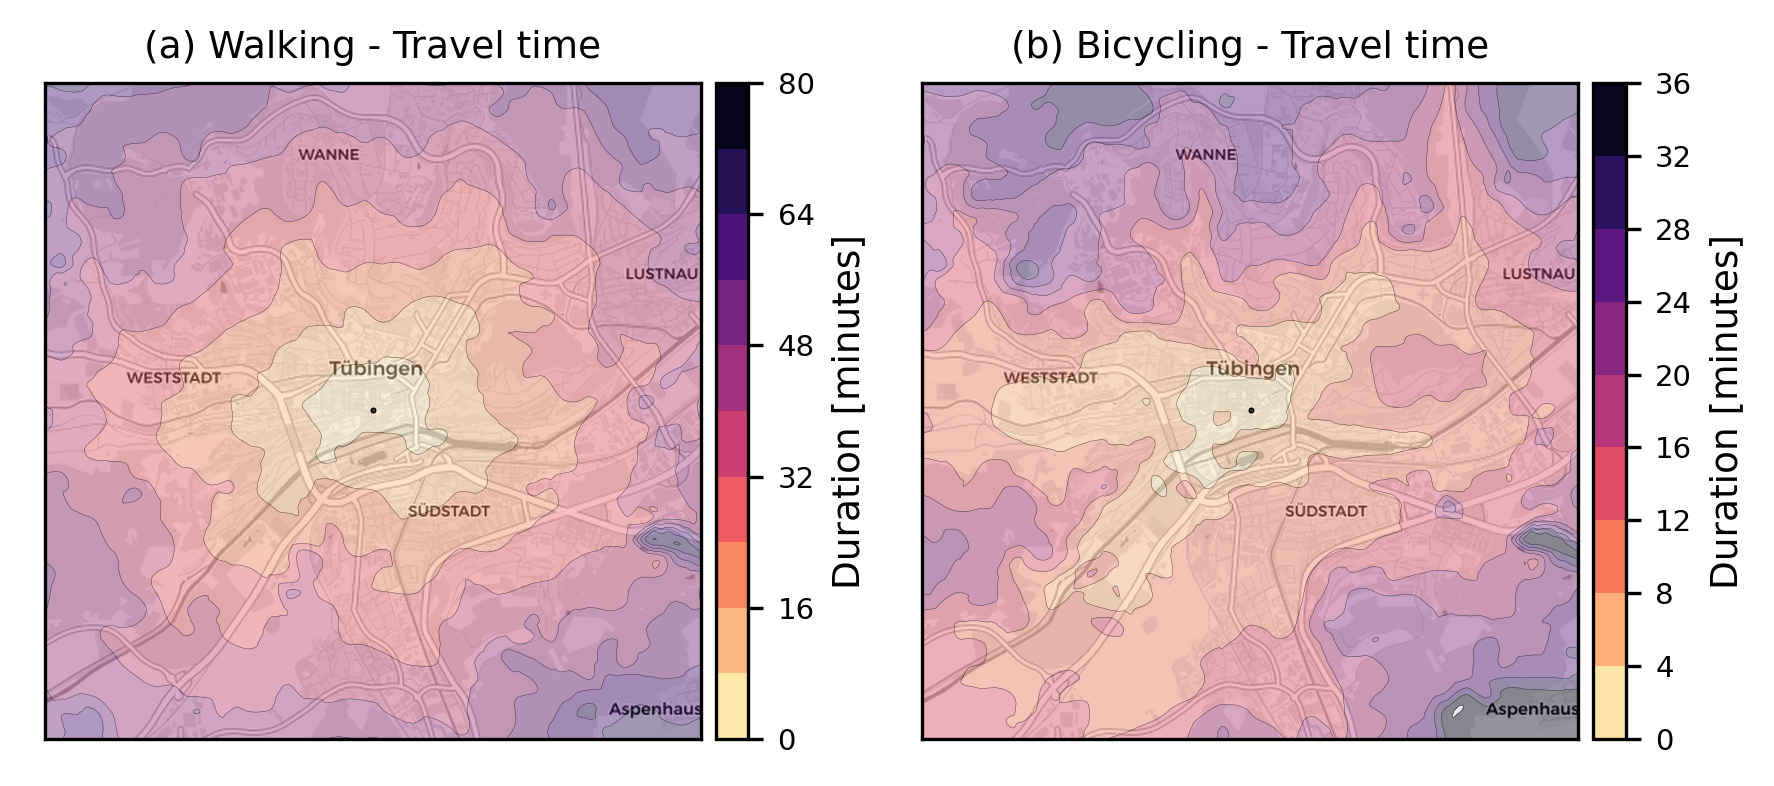 (a) Walking - Travel time
(b) Bicycling - Travel time
WANNE
LUSTNAU
Tübingen
WESTSTADT
SÜDSTADT
Aspenhaus
80
64
48
32
16
0
Duration [minutes]
WANNE
LUSTNAU
Tübingen
WESTSTADT
SÜDSTADT
Aspenhaus
36
32
28
24
20
16
12
8
4
0
Duration [minutes]